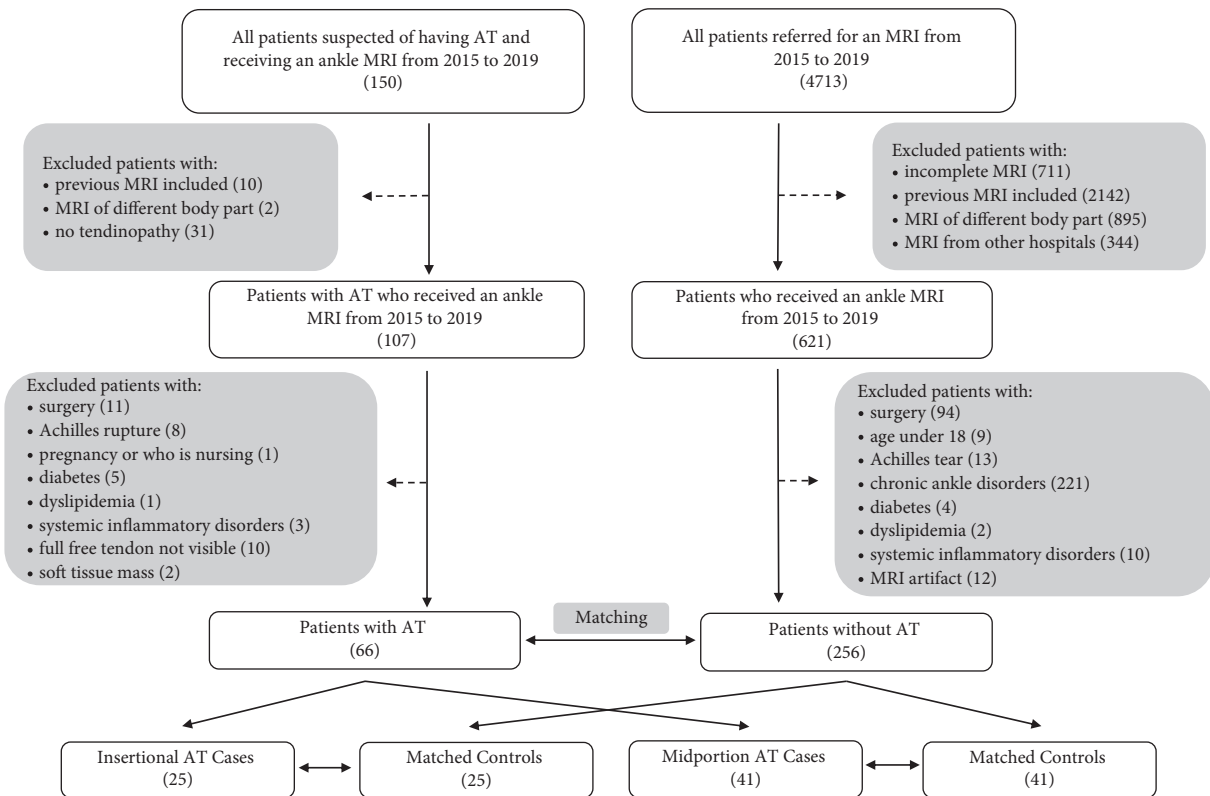 All patients suspected of having AT and
receiving an ankle MRI from 2015 to 2019
(150)
All patients referred for an MRI from
2015 to 2019
(4713)
Excluded patients with:
• previous MRI included (10)
• MRI of different body part (2)
• no tendinopathy (31)
Excluded patients with:
• incomplete MRI (711)
• previous MRI included (2142)
• MRI of different body part (895)
• MRI from other hospitals (344)
Patients with AT who received an ankle
MRI from 2015 to 2019
(107)
Patients who received an ankle MRI
from 2015 to 2019
(621)
Excluded patients with:
• surgery (11)
• Achilles rupture (8)
• pregnancy or who is nursing (1)
• diabetes (5)
• dyslipidemia (1)
• systemic inflammatory disorders (3)
• full free tendon not visible (10)
• soft tissue mass (2)
Excluded patients with:
• surgery (94)
• age under 18 (9)
• Achilles tear (13)
• chronic ankle disorders (221)
• diabetes (4)
• dyslipidemia (2)
• systemic inflammatory disorders (10)
• MRI artifact (12)
Patients with AT
(66)
Matching
Patients without AT
(256)
Insertional AT Cases
(25)
Matched Controls
(25)
Midportion AT Cases
(41)
Matched Controls
(41)